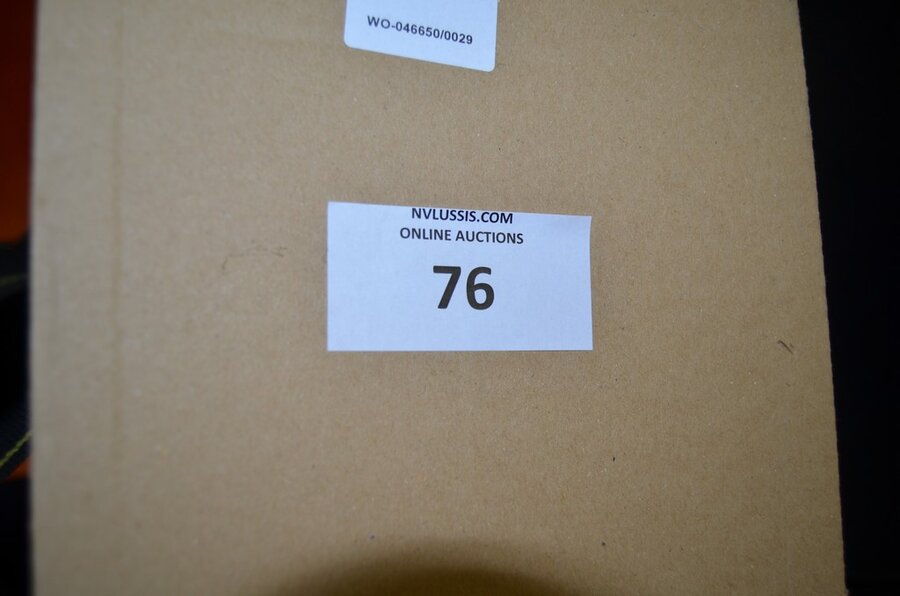 WO-046650/0029
NVLUSSIS.COM
ONLINE AUCTIONS
76